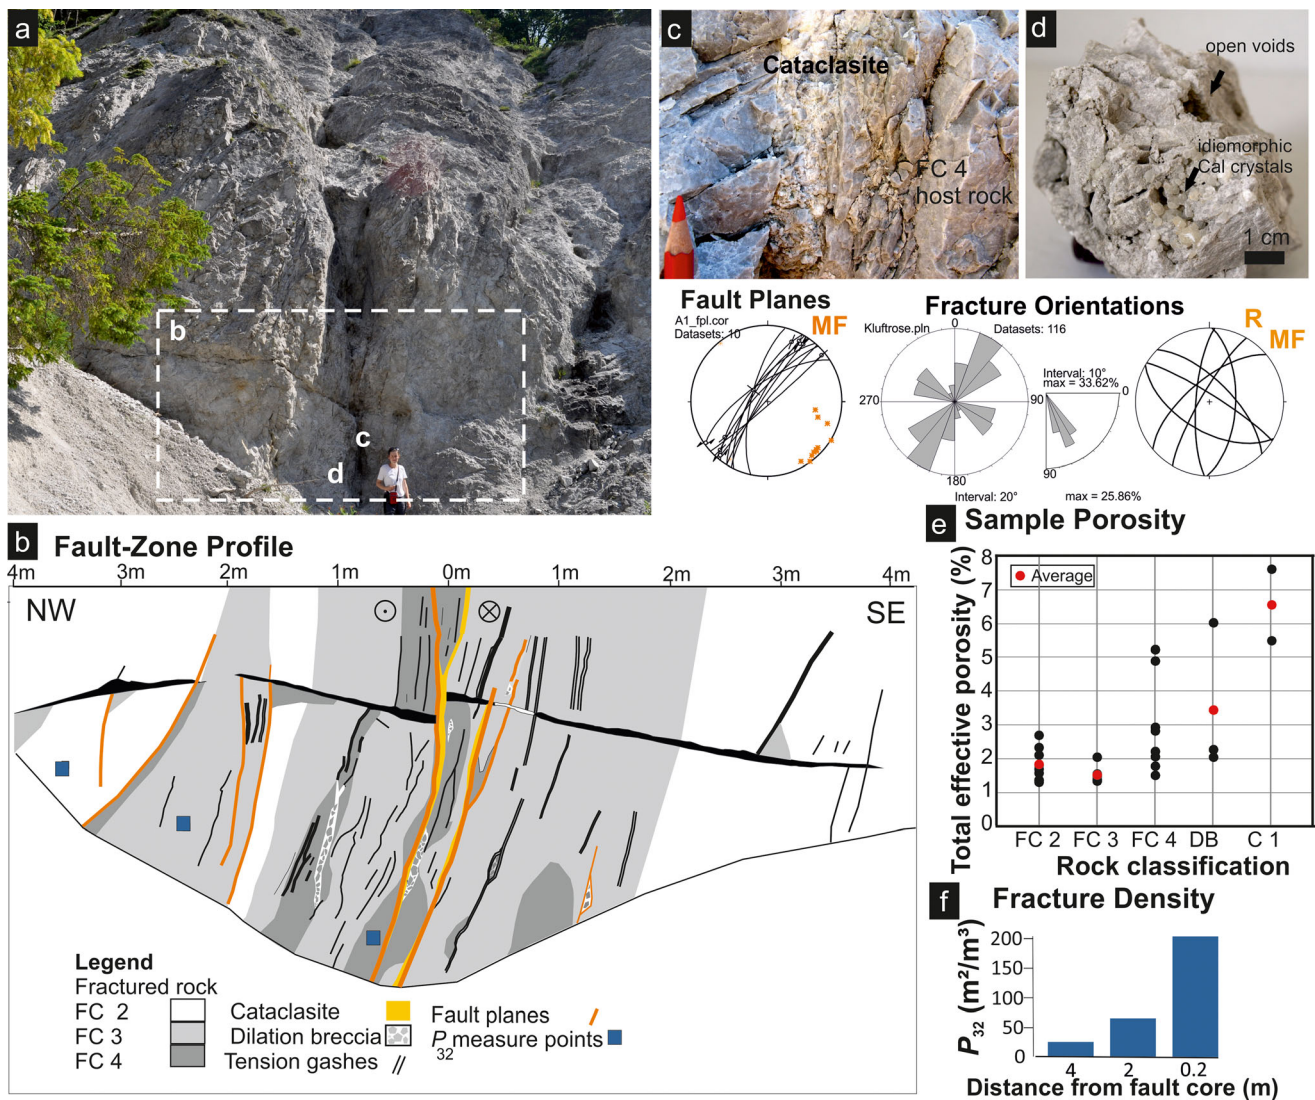 a
b
c
d
c
Cataclasite
FC 4
host rock
d
open voids
idiomorphic
Cal crystals
1 cm
Fault Planes
A1_fpl.cor
Datasets: 10
MF
Fracture Orientations
Kluftrose.pln
0
Datasets: 116
270
90
180
Interval: 10°
max = 33.62%
0
90
Interval: 20°
max = 25.86%
R
MF
b Fault-Zone Profile
4m 3m 2m 1m 0m 1m 2m 3m 4m
NW
SE
Legend
Fractured rock
FC 2
FC 3
FC 4
Cataclasite
Dilation breccia
Tension gashes
Fault planes
P32 measure points
e Sample Porosity
Total effective porosity (%)
8
7
6
5
4
3
2
1
0
Average
FC 2 FC 3 FC 4 DB C 1
Rock classification
f Fracture Density
P32 (m²/m³)
200
150
100
50
0
4 2 0.2
Distance from fault core (m)